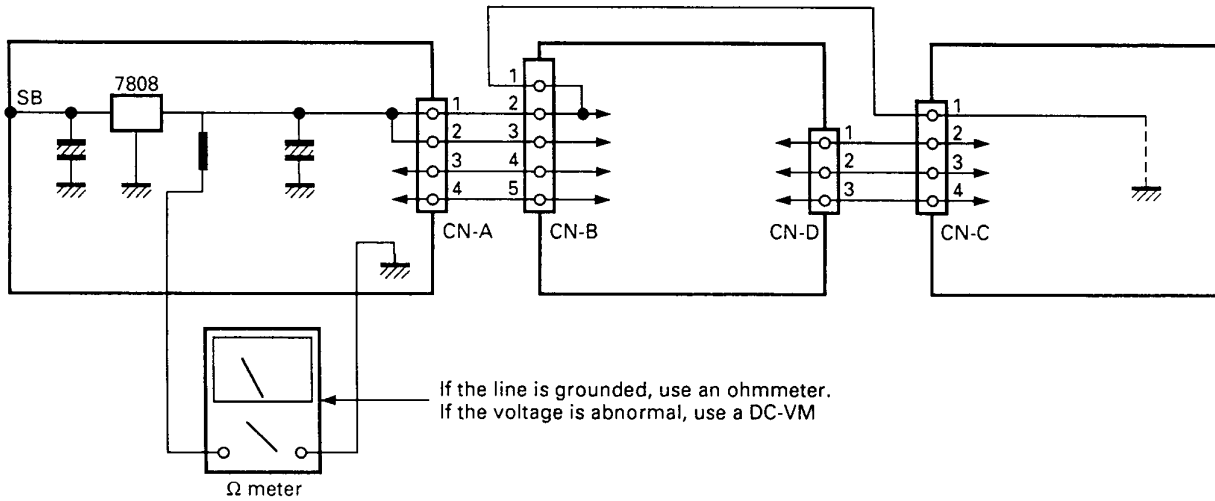 SB
7808
1
2
3
4
CN-A
1
2
3
4
5
CN-B
1
2
3
CN-D
1
2
3
4
CN-C
If the line is grounded, use an ohmmeter.
If the voltage is abnormal, use a DC-VM
Ω meter